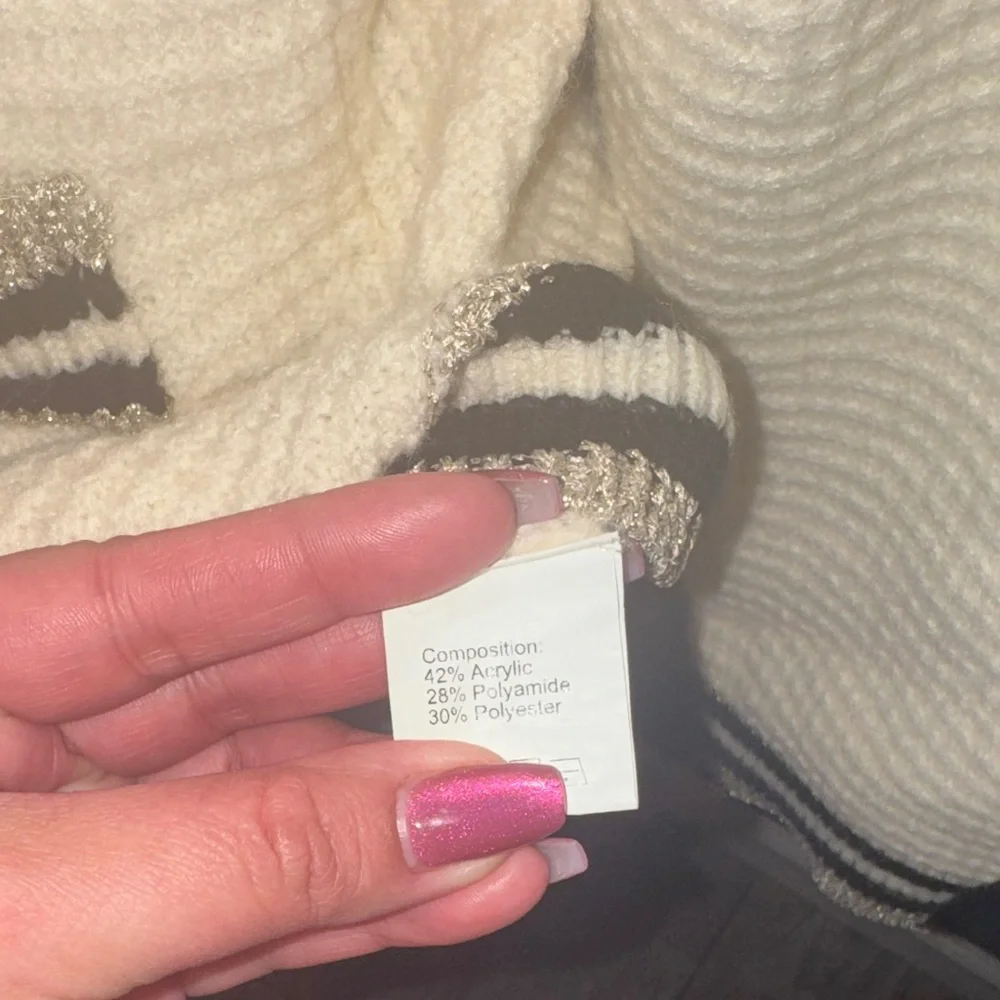 Composition:
42% Acrylic
28% Polyamide
30% Polyester